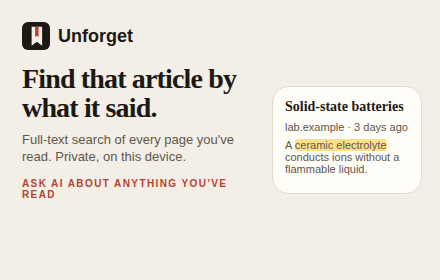 Unforget
Find that article by
what it said.
Full-text search of every page you've
read. Private, on this device.
ASK AI ABOUT ANYTHING YOU'VE
READ
Solid-state batteries
lab.example · 3 days ago
A ceramic electrolyte
conducts ions without a
flammable liquid.